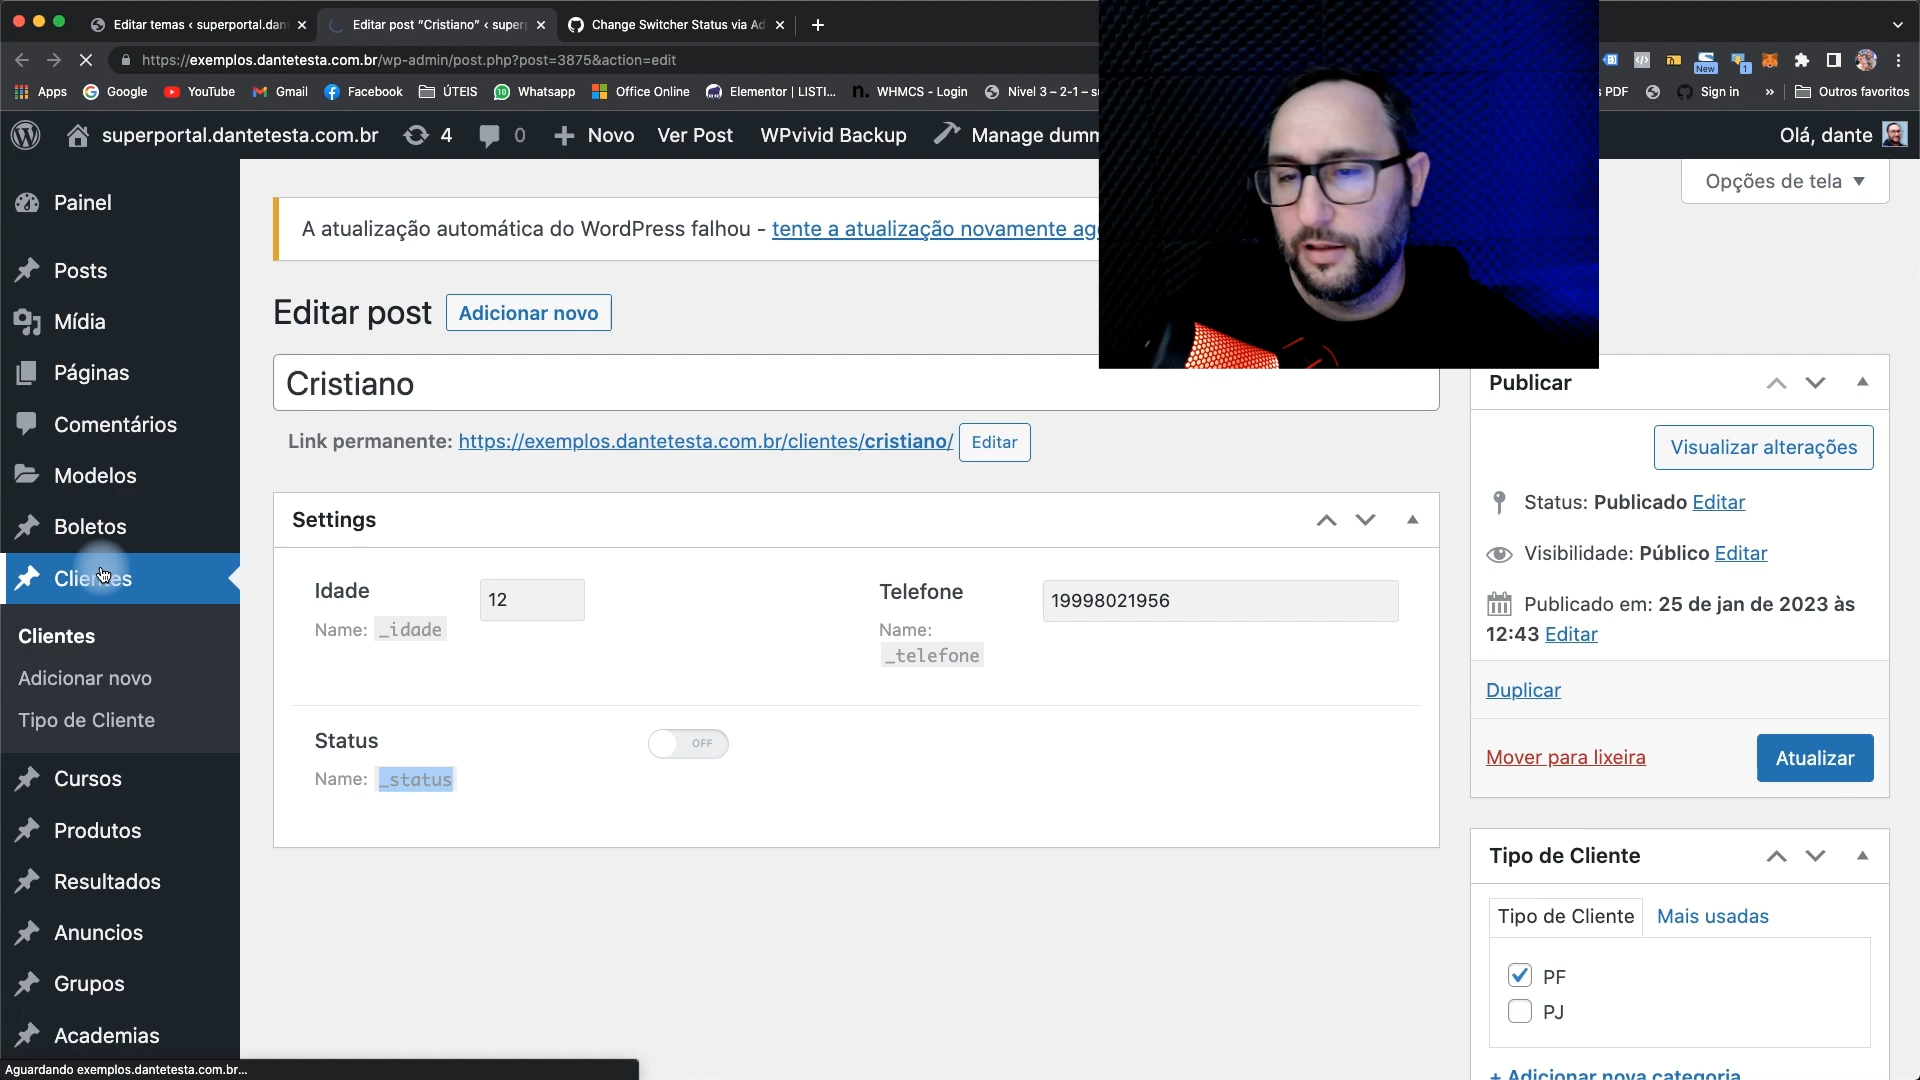 Editar temas ‹ superportal.dan
Editar post "Cristiano" ‹ super
Change Switcher Status via Ad
https://exemplos.dantetesta.com.br/wp-admin/post.php?post=3875&action=edit
New
1
Apps
Google
YouTube
Gmail
Facebook
ÚTEIS
Whatsapp
Office Online
Elementor | LISTI...
n. WHMCS - Login
Nivel 3 – 2-1 – s
PDF
Sign in
»
Outros favoritos
superportal.dantetesta.com.br
4
0
Novo
Ver Post
WPvivid Backup
Manage dumm
Olá, dante
Opções de tela
Painel
Posts
Mídia
Páginas
Comentários
Modelos
Boletos
Clientes
Clientes
Adicionar novo
Tipo de Cliente
Cursos
Produtos
Resultados
Anuncios
Grupos
Academias
A atualização automática do WordPress falhou - tente a atualização novamente ag
Editar post
Adicionar novo
Cristiano
Link permanente: https://exemplos.dantetesta.com.br/clientes/cristiano/
Editar
Settings
Idade
Name: _idade
12
Telefone
Name:
_telefone
19998021956
Status
Name: _status
OFF
Publicar
Visualizar alterações
Status: Publicado Editar
Visibilidade: Público Editar
Publicado em: 25 de jan de 2023 às
12:43 Editar
Duplicar
Mover para lixeira
Atualizar
Tipo de Cliente
Tipo de Cliente
Mais usadas
PF
PJ
+ Adicionar nova categoria
Aguardando exemplos.dantetesta.com.br...